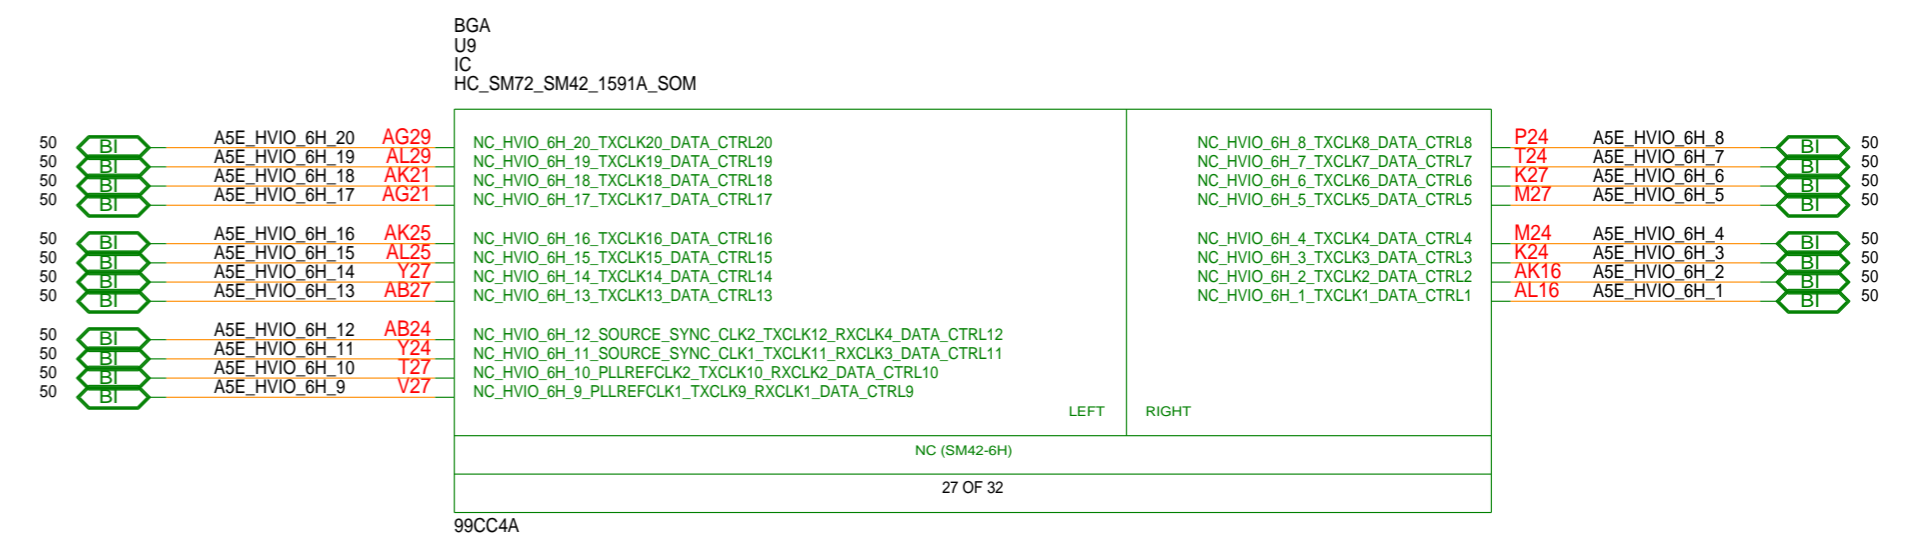 BGA
U9
IC
HC_SM72_SM42_1591A_SOM
50 BI A5E_HVIO_6H_20 AG29 NC_HVIO_6H_20_TXCLK20_DATA_CTRL20 NC_HVIO_6H_8_TXCLK8_DATA_CTRL8 P24 A5E_HVIO_6H_8 BI 50
50 BI A5E_HVIO_6H_19 AL29 NC_HVIO_6H_19_TXCLK19_DATA_CTRL19 NC_HVIO_6H_7_TXCLK7_DATA_CTRL7 T24 A5E_HVIO_6H_7 BI 50
50 BI A5E_HVIO_6H_18 AK21 NC_HVIO_6H_18_TXCLK18_DATA_CTRL18 NC_HVIO_6H_6_TXCLK6_DATA_CTRL6 K27 A5E_HVIO_6H_6 BI 50
50 BI A5E_HVIO_6H_17 AG21 NC_HVIO_6H_17_TXCLK17_DATA_CTRL17 NC_HVIO_6H_5_TXCLK5_DATA_CTRL5 M27 A5E_HVIO_6H_5 BI 50
50 BI A5E_HVIO_6H_16 AK25 NC_HVIO_6H_16_TXCLK16_DATA_CTRL16 NC_HVIO_6H_4_TXCLK4_DATA_CTRL4 M24 A5E_HVIO_6H_4 BI 50
50 BI A5E_HVIO_6H_15 AL25 NC_HVIO_6H_15_TXCLK15_DATA_CTRL15 NC_HVIO_6H_3_TXCLK3_DATA_CTRL3 K24 A5E_HVIO_6H_3 BI 50
50 BI A5E_HVIO_6H_14 Y27 NC_HVIO_6H_14_TXCLK14_DATA_CTRL14 NC_HVIO_6H_2_TXCLK2_DATA_CTRL2 AK16 A5E_HVIO_6H_2 BI 50
50 BI A5E_HVIO_6H_13 AB27 NC_HVIO_6H_13_TXCLK13_DATA_CTRL13 NC_HVIO_6H_1_TXCLK1_DATA_CTRL1 AL16 A5E_HVIO_6H_1 BI 50
50 BI A5E_HVIO_6H_12 AB24 NC_HVIO_6H_12_SOURCE_SYNC_CLK2_TXCLK12_RXCLK4_DATA_CTRL12
50 BI A5E_HVIO_6H_11 Y24 NC_HVIO_6H_11_SOURCE_SYNC_CLK1_TXCLK11_RXCLK3_DATA_CTRL11
50 BI A5E_HVIO_6H_10 T27 NC_HVIO_6H_10_PLLREFCLK2_TXCLK10_RXCLK2_DATA_CTRL10
50 BI A5E_HVIO_6H_9 V27 NC_HVIO_6H_9_PLLREFCLK1_TXCLK9_RXCLK1_DATA_CTRL9
LEFT RIGHT
NC (SM42-6H)
27 OF 32
99CC4A